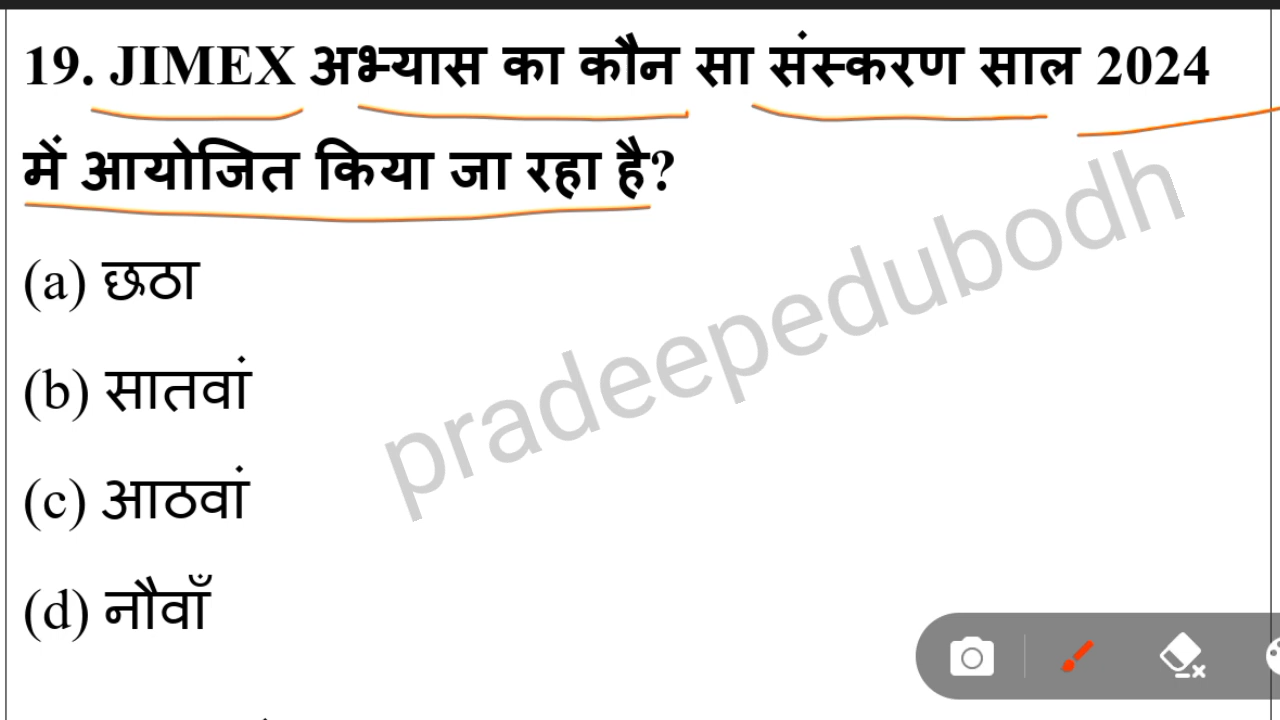 19. JIMEX अभ्यास का कौन सा संस्करण साल 2024
में आयोजित किया जा रहा है?
(a) छठा
(b) सातवां
(c) आठवां
(d) नौवाँ
pradeepedubodh